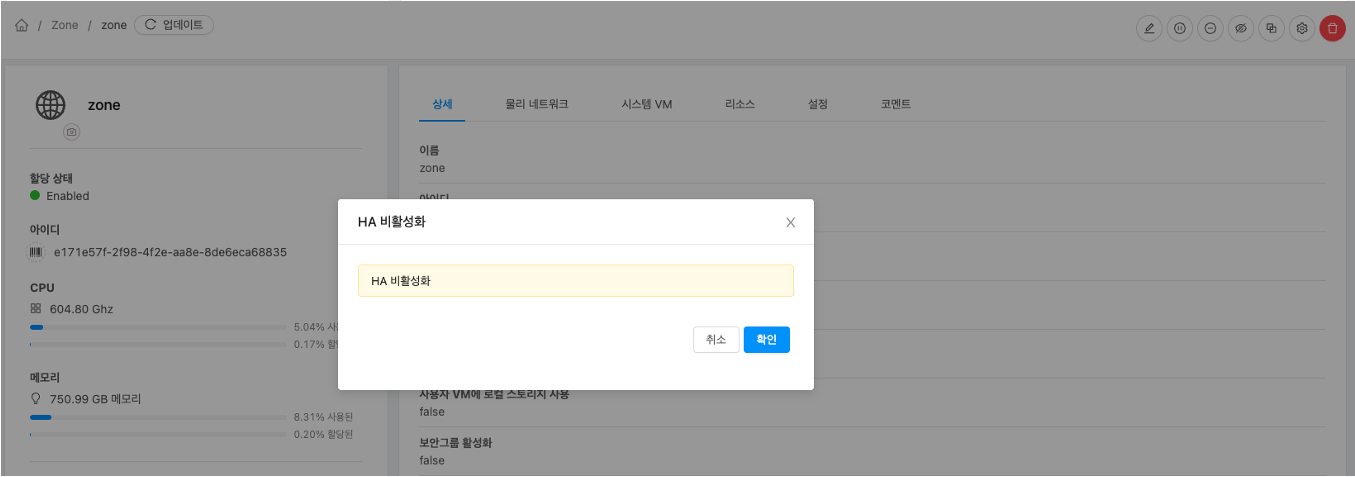 / Zone / zone 업데이트
zone
할당 상태
Enabled
아이디
e171e57f-2f98-4f2e-aa8e-8de6eca68835
CPU
604.80 Ghz
5.04% 사용
0.17% 할
메모리
750.99 GB 메모리
8.31% 사용된
0.20% 할당된
상세 물리 네트워크 시스템 VM 리소스 설정 코멘트
이름
zone
아이디
HA 비활성화
HA 비활성화
취소 확인
사용자 VM에 로컬 스토리지 사용
false
보안그룹 활성화
false